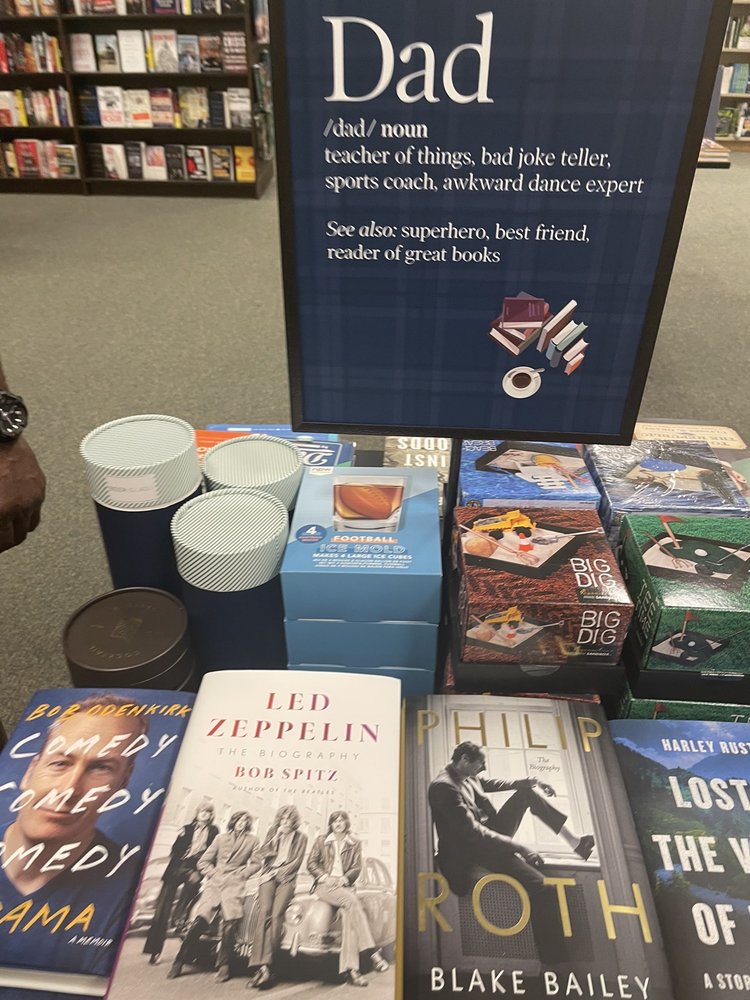 Dad
/dad/ noun
teacher of things, bad joke teller,
sports coach, awkward dance expert
See also: superhero, best friend,
reader of great books
4
FOOTBALL
ICE MOLD
MAKES 4 LARGE ICE CUBES
BIG
DIG
BIG
DIG
BOB ODENKIRK
COMEDY
COMEDY
COMEDY
RAMA
A MEMOIR
LED
ZEPPELIN
THE BIOGRAPHY
BOB SPITZ
AUTHOR OF THE BEATLES
PHILIP
The
Biography
ROTH
BLAKE BAILEY
HARLEY RUST
LOST
THE V
OF
A STOR